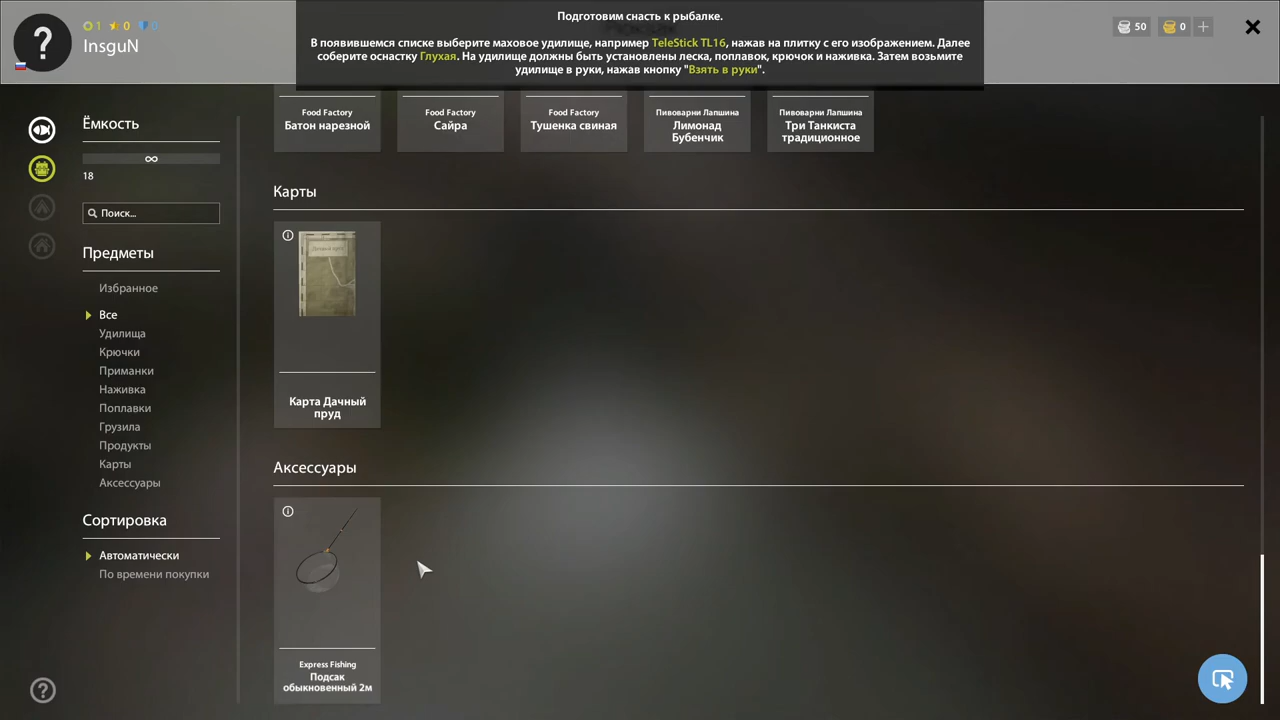 Подготовим снасть к рыбалке.
В появившемся списке выберите маховое удилище, например TeleStick TL16, нажав на плитку с его изображением. Далее
соберите оснастку Глухая. На удилище должны быть установлены леска, поплавок, крючок и наживка. Затем возьмите
удилище в руки, нажав кнопку "Взять в руки".
?
1 0 0
InsguN
50 0 +
Ёмкость
∞
18
Поиск...
Предметы
Избранное
Все
Удилища
Крючки
Приманки
Наживка
Поплавки
Грузила
Продукты
Карты
Аксессуары
Сортировка
Автоматически
По времени покупки
Food Factory
Батон нарезной
Food Factory
Сайра
Food Factory
Тушенка свиная
Пивоварни Лапшина
Лимонад
Бубенчик
Пивоварни Лапшина
Три Танкиста
традиционное
Карты
Карта Дачный
пруд
Аксессуары
Express Fishing
Подсак
обыкновенный 2м
?